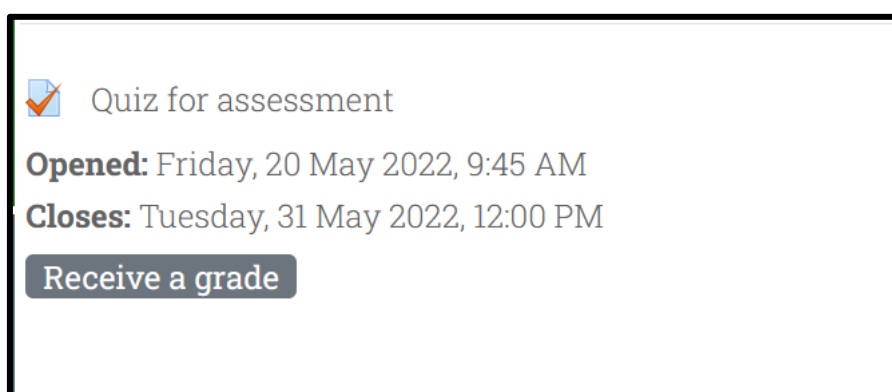 Quiz for assessment
Opened: Friday, 20 May 2022, 9:45 AM
Closes: Tuesday, 31 May 2022, 12:00 PM
Receive a grade